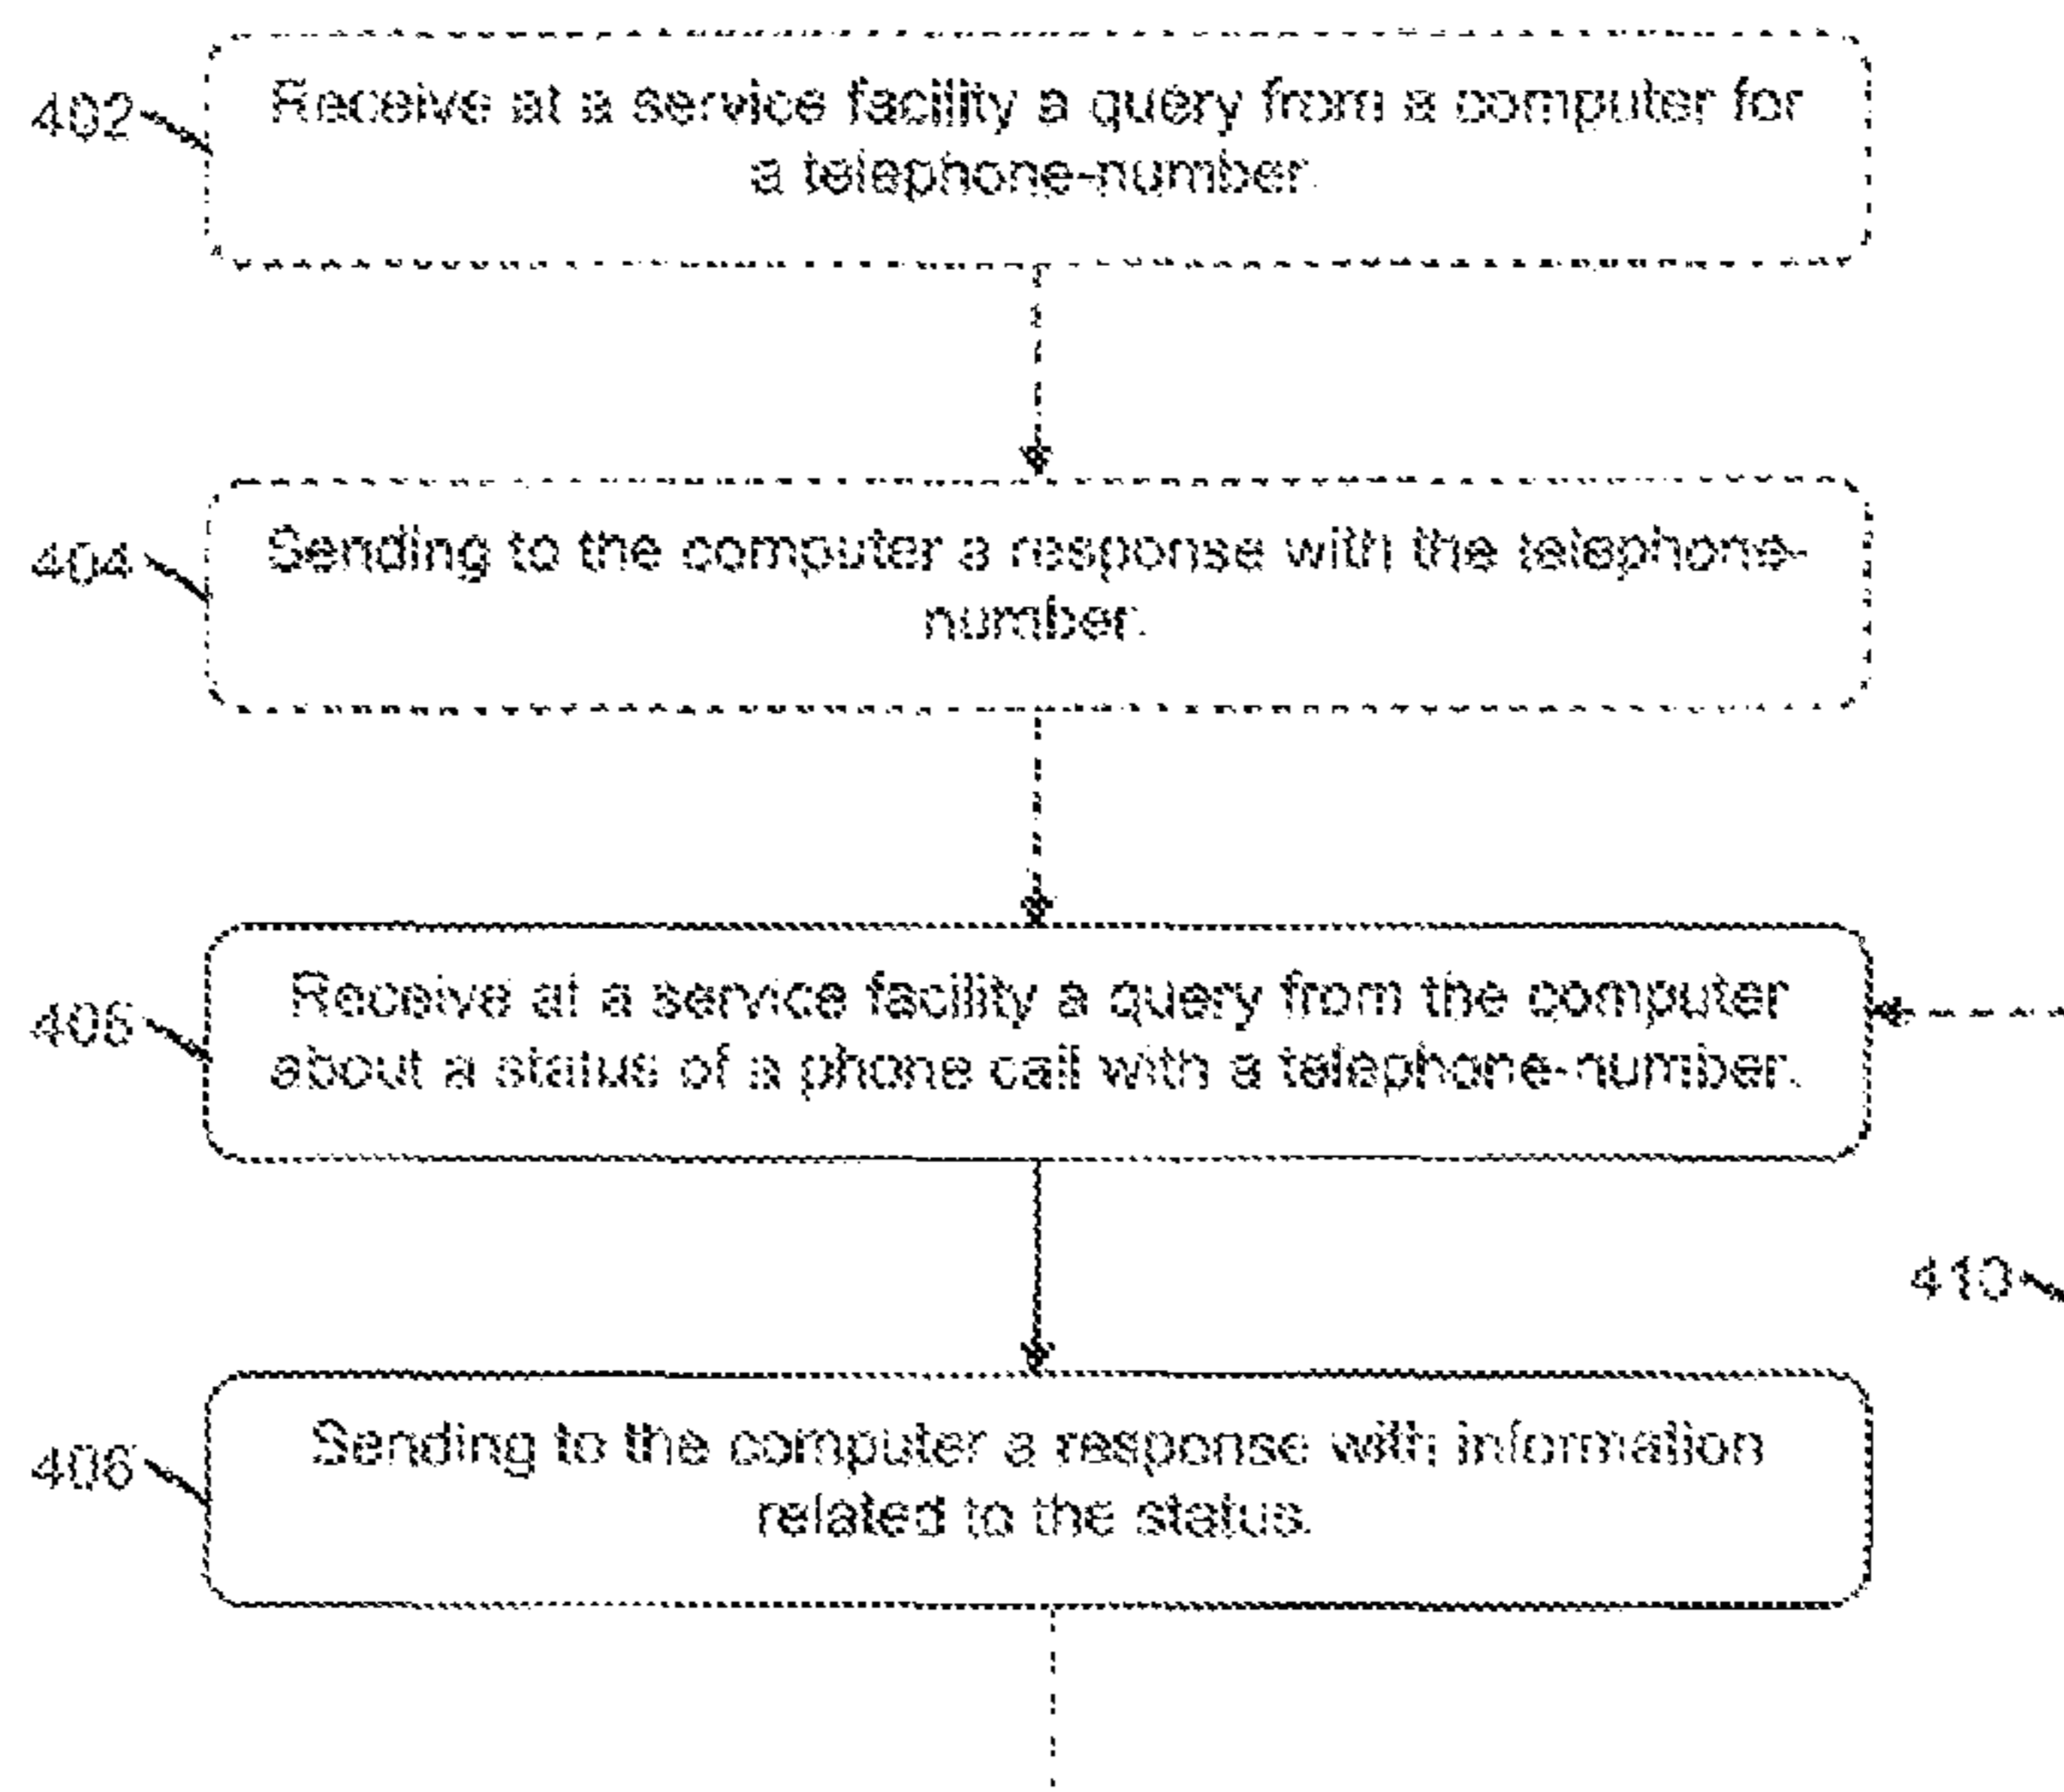 402
Receive at a service facility a query from a computer for
a telephone-number.
404
Sending to the computer a response with the telephone-
number.
Receive at a service facility a query from the computer
about a status of a phone call with a telephone-number.
410
Sending to the computer a response with information
related to the status.